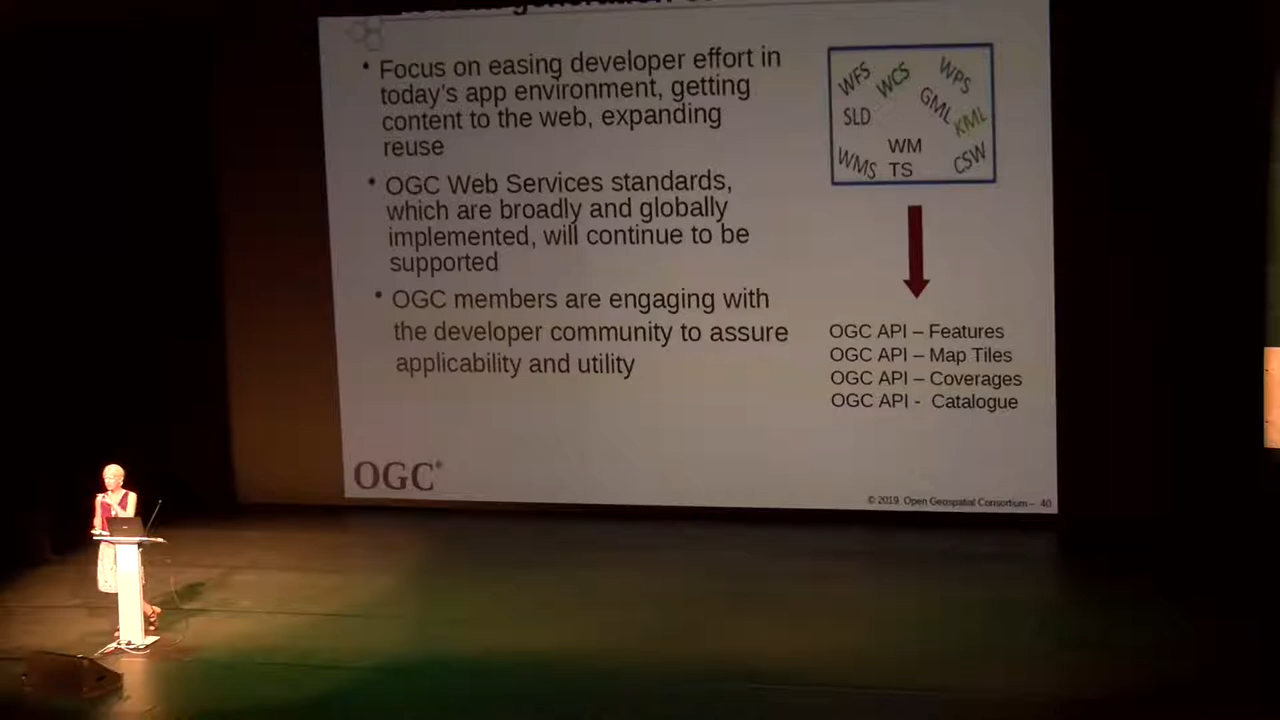 generation
• Focus on easing developer effort in
today's app environment, getting
content to the web, expanding
reuse
• OGC Web Services standards,
which are broadly and globally
implemented, will continue to be
supported
• OGC members are engaging with
the developer community to assure
applicability and utility
WFS WCS WPS
SLD GML KML
WMS WM
TS CSW
OGC API – Features
OGC API – Map Tiles
OGC API – Coverages
OGC API - Catalogue
OGC®
© 2019 Open Geospatial Consortium – 40